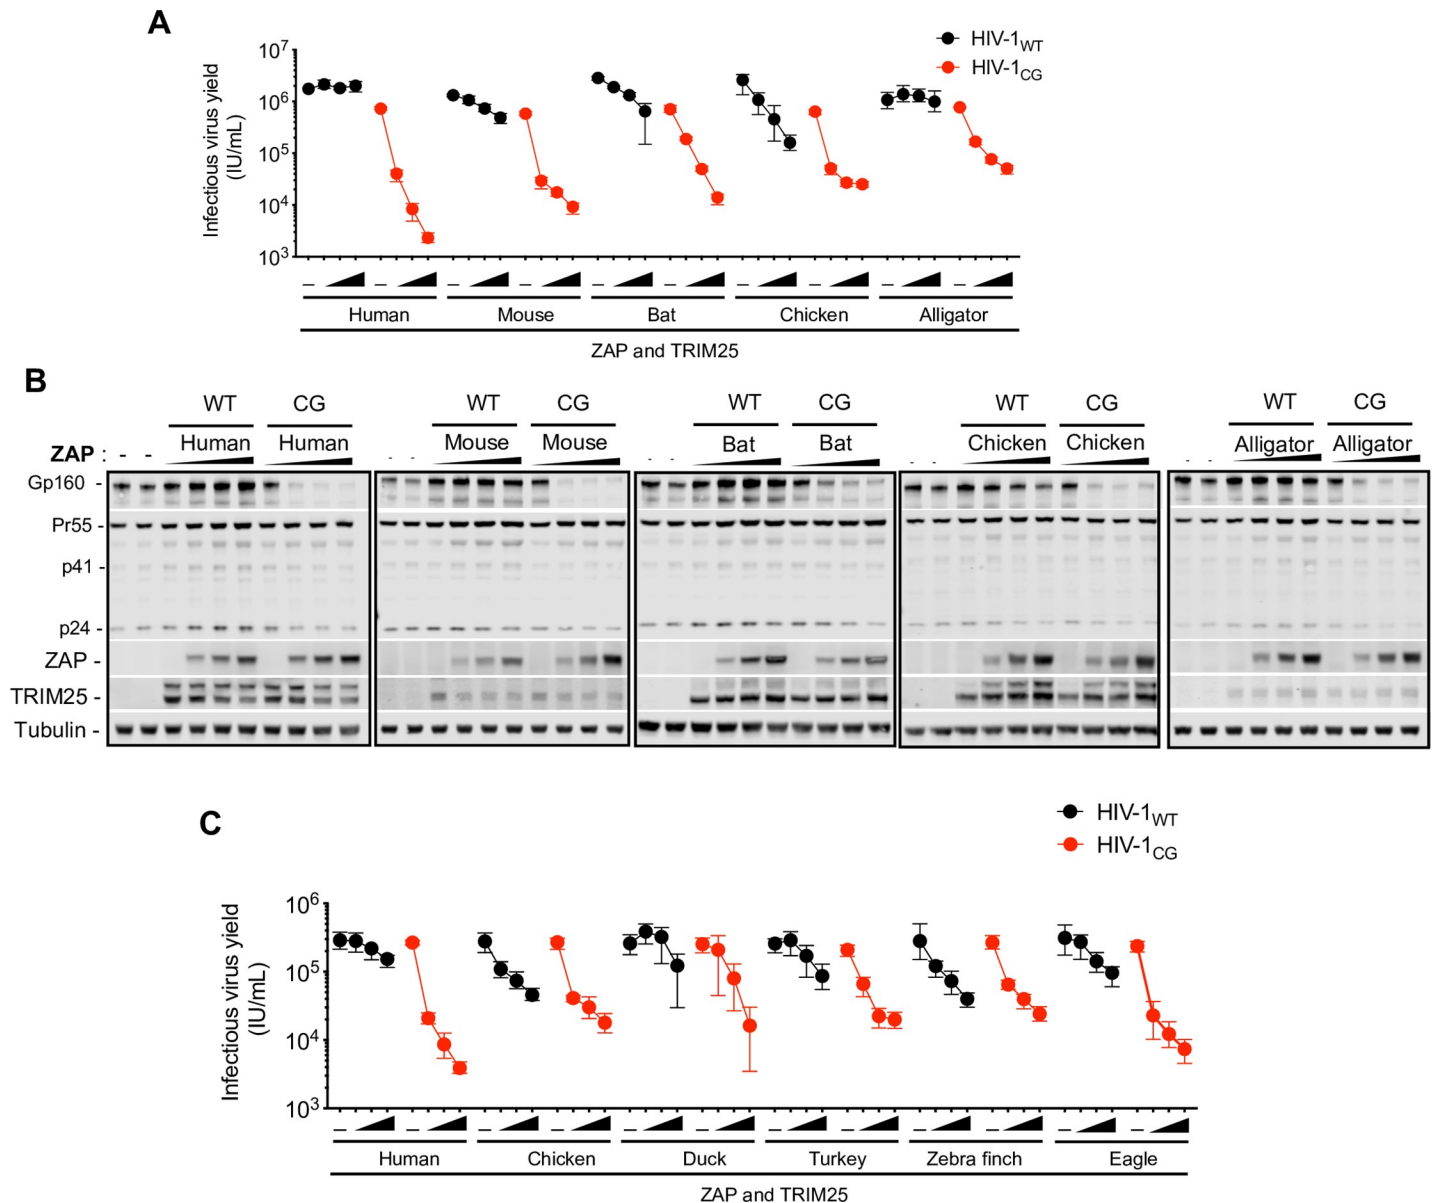 A
HIV-1WT
HIV-1CG
Infectious virus yield
(IU/mL)
10^7
10^6
10^5
10^4
10^3
– – – – – – – – – –
Human Mouse Bat Chicken Alligator
ZAP and TRIM25
B
WT CG WT CG WT CG WT CG WT CG
ZAP : - - Human Human - - Mouse Mouse - - Bat Bat - - Chicken Chicken - - Alligator Alligator
Gp160 -
Pr55 -
p41 -
p24 -
ZAP -
TRIM25 -
Tubulin -
C
HIV-1WT
HIV-1CG
Infectious virus yield
(IU/mL)
10^6
10^5
10^4
10^3
– – – – – – – – – – – –
Human Chicken Duck Turkey Zebra finch Eagle
ZAP and TRIM25